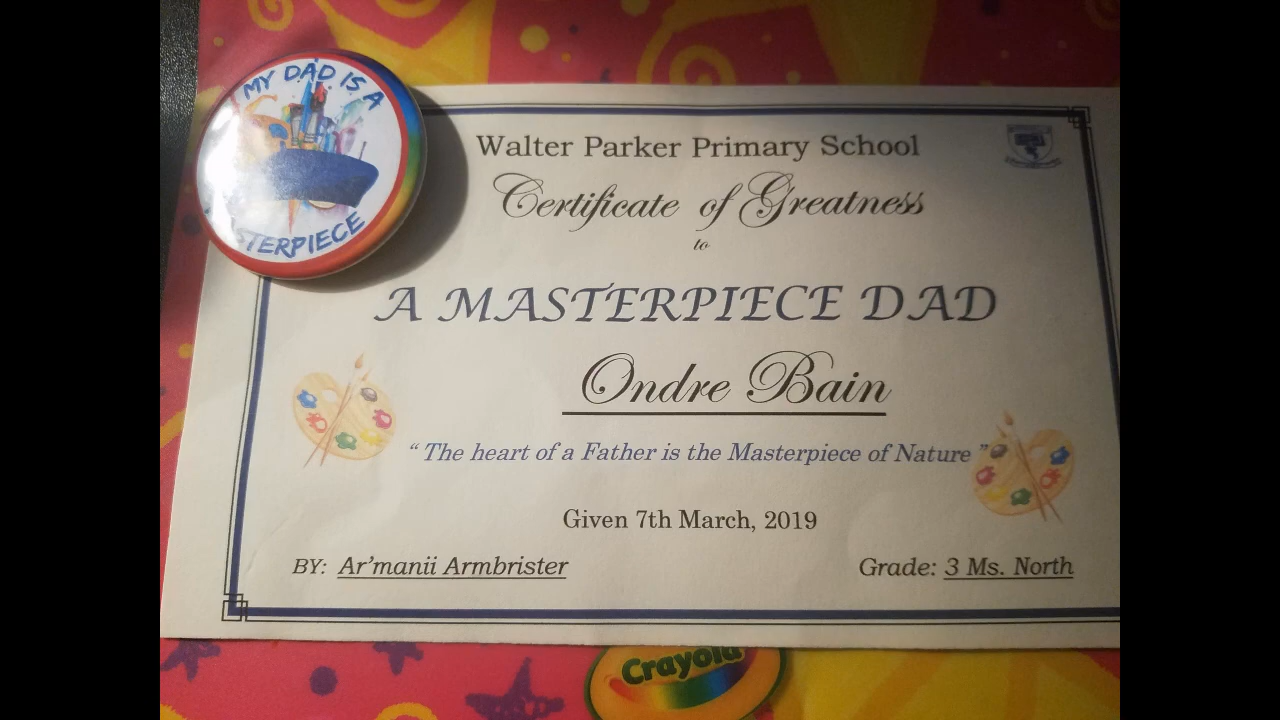 MY DAD IS A
TERPIECE
Walter Parker Primary School
Certificate of Greatness
to
A MASTERPIECE DAD
Ondre Bain
“ The heart of a Father is the Masterpiece of Nature ”
Given 7th March, 2019
BY: Ar'manii Armbrister
Grade: 3 Ms. North
Crayola